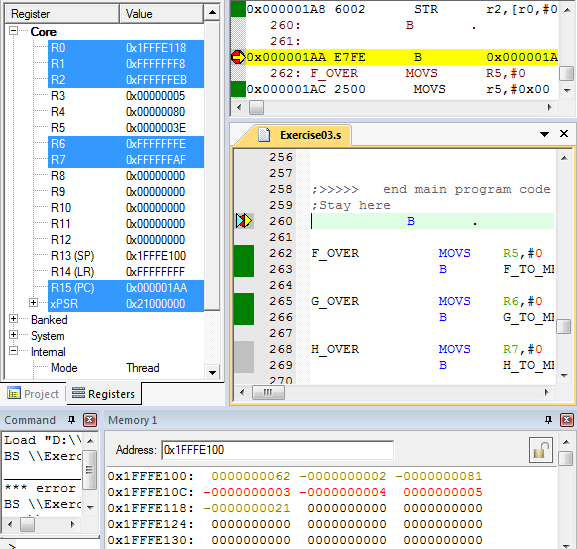 Register Value
Core
R0 0x1FFFE118
R1 0xFFFFFFF8
R2 0xFFFFFFEB
R3 0x00000005
R4 0x00000080
R5 0x0000003E
R6 0xFFFFFFFE
R7 0xFFFFFFAF
R8 0x00000000
R9 0x00000000
R10 0x00000000
R11 0x00000000
R12 0x00000000
R13 (SP) 0x1FFFE100
R14 (LR) 0xFFFFFFFF
R15 (PC) 0x000001AA
xPSR 0x21000000
Banked
System
Internal
Mode Thread
Project Registers
0x000001A8 6002 STR r2,[r0,#0
260: B .
261:
0x000001AA E7FE B 0x000001A
262: F_OVER MOVS R5,#0
0x000001AC 2500 MOVS r5,#0x00
Exercise03.s
256
257
258 ;>>>>> end main program code
259 ;Stay here
260 B .
261
262 F_OVER MOVS R5,#0
263 B F_TO_ME
264
265 G_OVER MOVS R6,#0
266 B G_TO_ME
267
268 H_OVER MOVS R7,#0
269 B H_TO_ME
270
Command
Load "D:\\
BS \\Exer
*** error
BS \\Exer
>
Memory 1
Address: 0x1FFFE100
0x1FFFE100: 0000000062 -0000000002 -0000000081
0x1FFFE10C: -0000000003 -0000000004 0000000005
0x1FFFE118: -0000000021 0000000000 0000000000
0x1FFFE124: 0000000000 0000000000 0000000000
0x1FFFE130: 0000000000 0000000000 0000000000